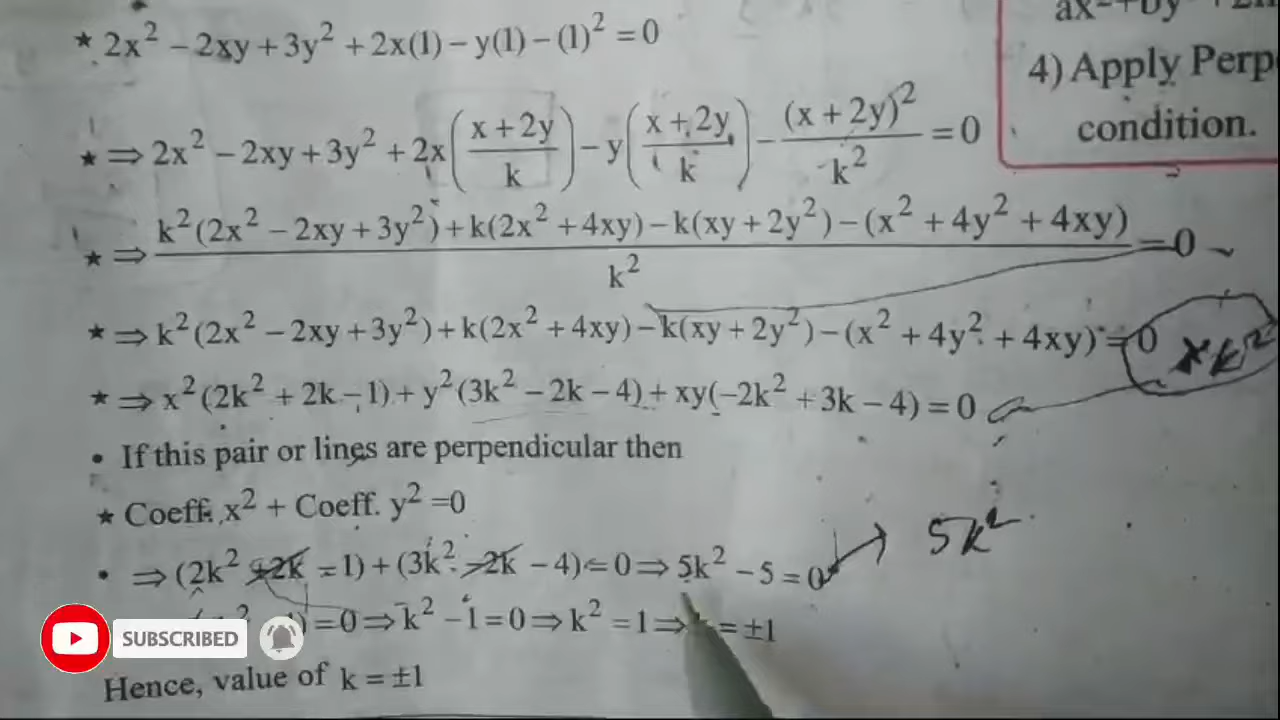 ax²+by²+2h
4) Apply Perp
condition.
★ 2x² − 2xy + 3y² + 2x(1) − y(1) − (1)² = 0
★ ⇒ 2x² − 2xy + 3y² + 2x((x + 2y)/k) − y((x + 2y)/k) − (x + 2y)²/k² = 0
★ ⇒ (k²(2x² − 2xy + 3y²) + k(2x² + 4xy) − k(xy + 2y²) − (x² + 4y² + 4xy))/k² = 0
★ ⇒ k²(2x² − 2xy + 3y²) + k(2x² + 4xy) − k(xy + 2y²) − (x² + 4y² + 4xy) = 0 × k²
★ ⇒ x²(2k² + 2k − 1) + y²(3k² − 2k − 4) + xy(−2k² + 3k − 4) = 0
• If this pair or lines are perpendicular then
★ Coeff. x² + Coeff. y² =0
5k²
• ⇒ (2k² +2k − 1) + (3k² − 2k − 4) = 0 ⇒ 5k² − 5 = 0
= 0 ⇒ k² − 1 = 0 ⇒ k² = 1 ⇒ = ±1
SUBSCRIBED
Hence, value of k = ±1